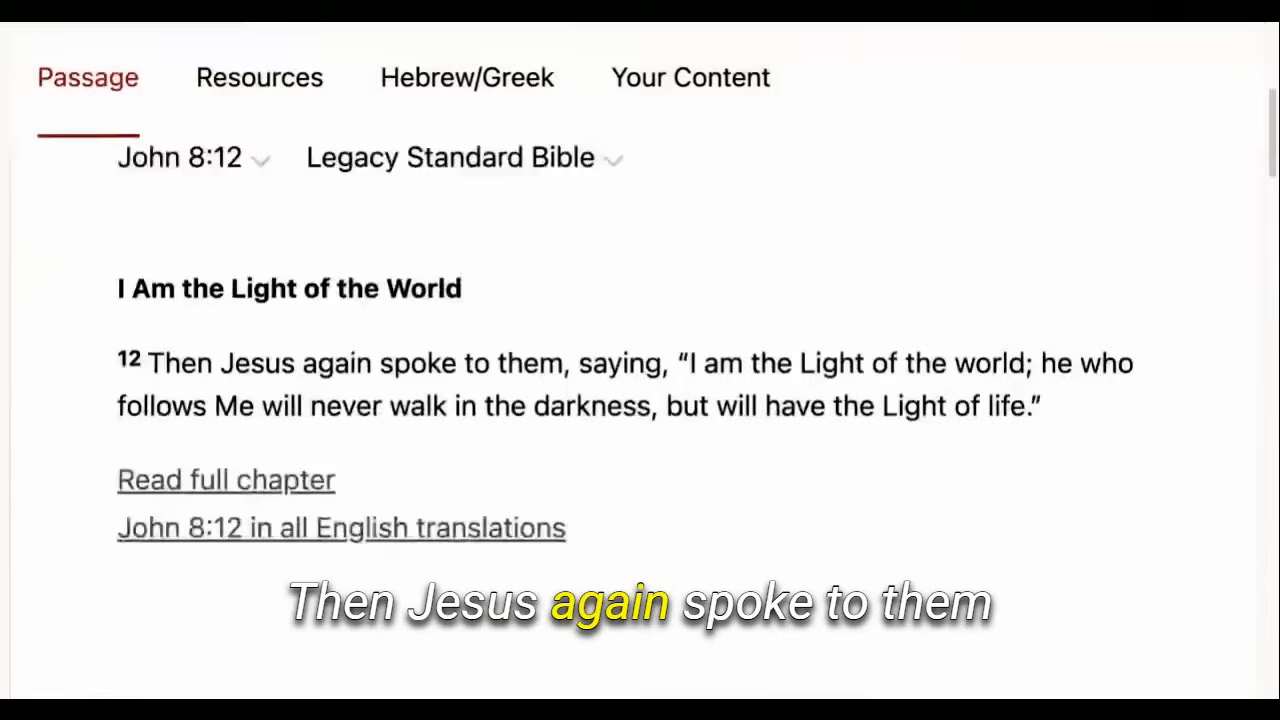 Passage Resources Hebrew/Greek Your Content
John 8:12 Legacy Standard Bible
I Am the Light of the World
12 Then Jesus again spoke to them, saying, “I am the Light of the world; he who
follows Me will never walk in the darkness, but will have the Light of life.”
Read full chapter
John 8:12 in all English translations
Then Jesus again spoke to them